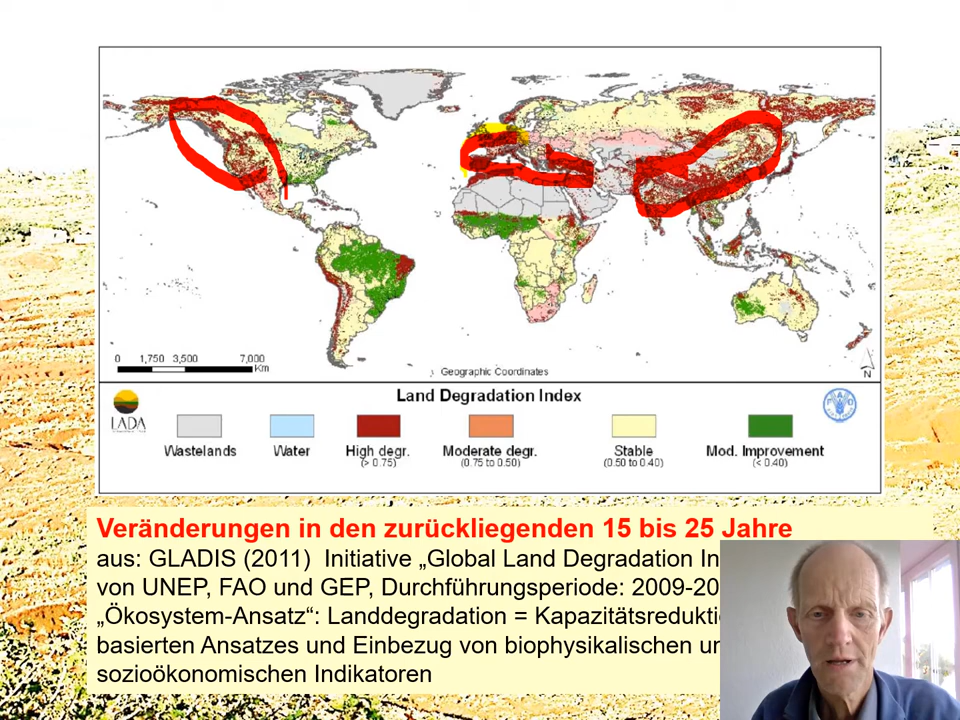 0 1,750 3,500 7,000
Km
Geographic Coordinates
N
Land Degradation Index
LADA
FAO
Wastelands
Water
High degr.
(> 0.75)
Moderate degr.
(0.75 to 0.50)
Stable
(0.50 to 0.40)
Mod. Improvement
(< 0.40)
Veränderungen in den zurückliegenden 15 bis 25 Jahre
aus: GLADIS (2011) Initiative „Global Land Degradation In
von UNEP, FAO und GEP, Durchführungsperiode: 2009-20
„Ökosystem-Ansatz“: Landdegradation = Kapazitätsredukti
basierten Ansatzes und Einbezug von biophysikalischen
sozioökonomischen Indikatoren